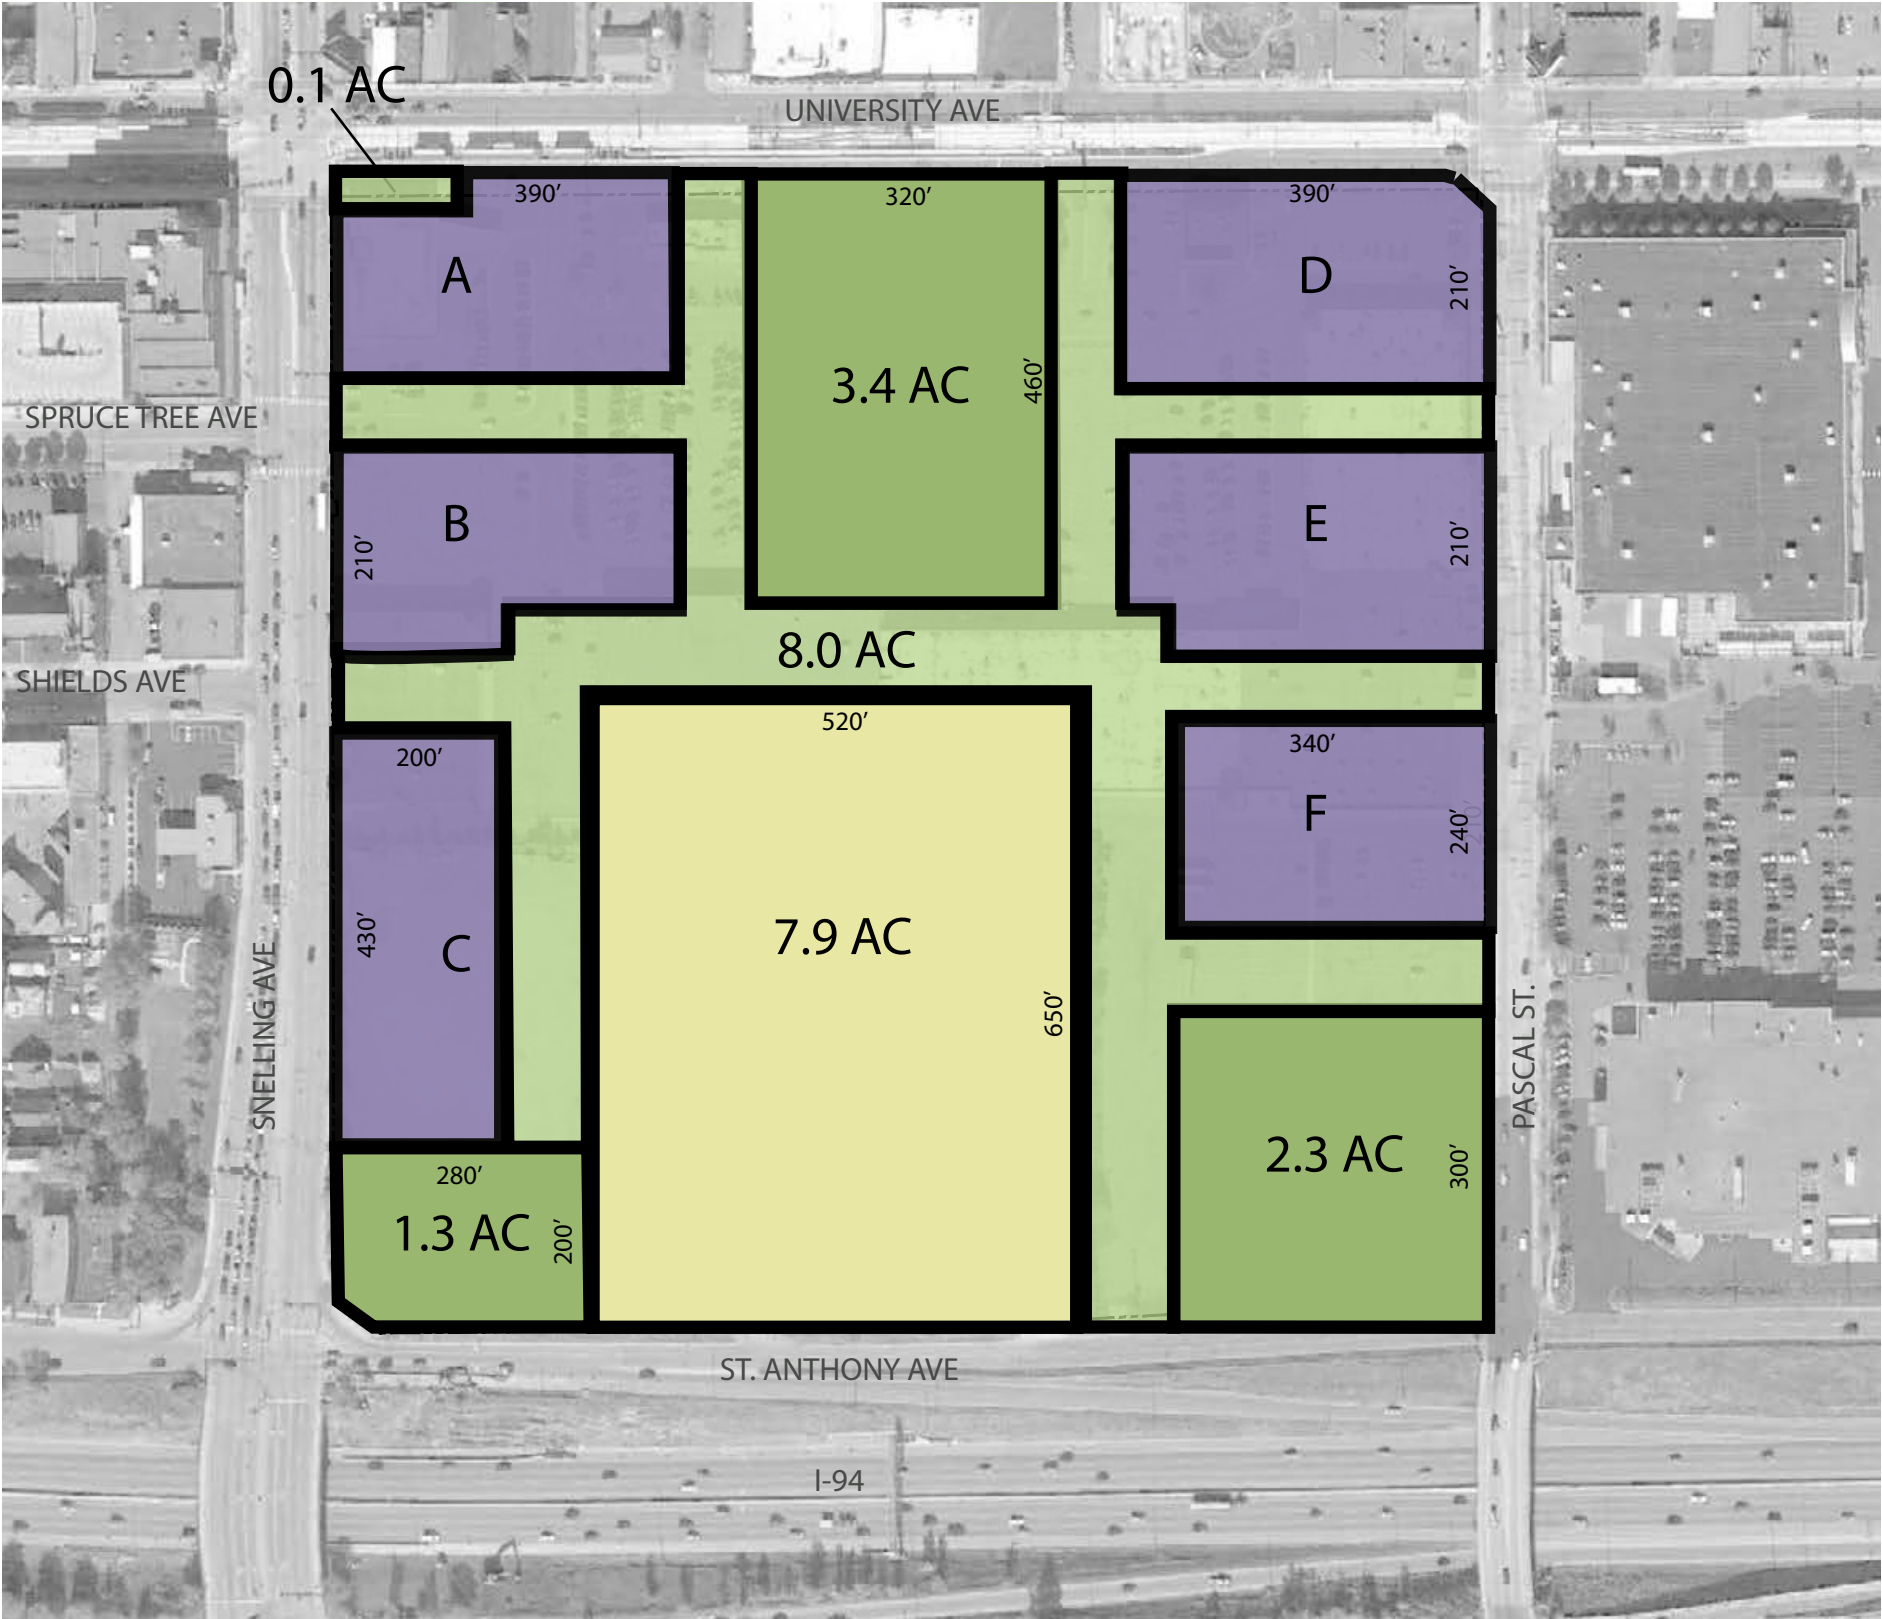 0.1 AC
UNIVERSITY AVE
390’
320’
390’
A
D
210’
3.4 AC
460’
SPRUCE TREE AVE
B
E
210’
210’
8.0 AC
SHIELDS AVE
520’
200’
340’
F
240’
210’
7.9 AC
430’
C
650’
SNELLING AVE
PASCAL ST.
2.3 AC
300’
280’
1.3 AC
200’
ST. ANTHONY AVE
I-94